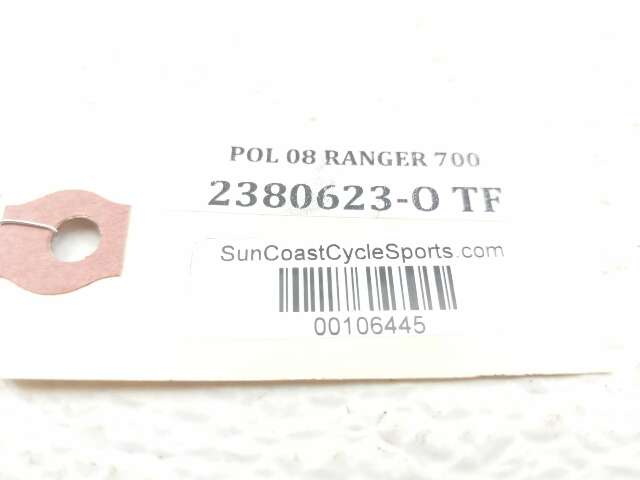 POL 08 RANGER 700
2380623-O TF
SunCoastCycleSports.com
00106445